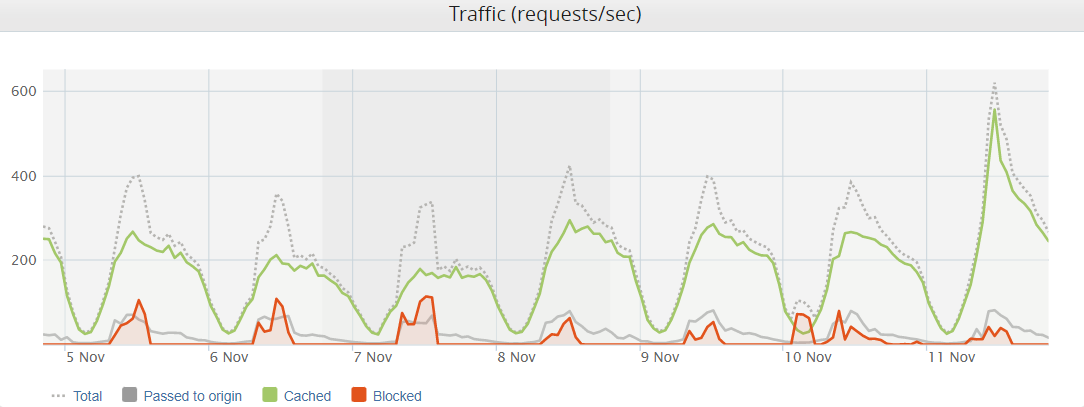 Traffic (requests/sec)
600
400
200
5 Nov 6 Nov 7 Nov 8 Nov 9 Nov 10 Nov 11 Nov
Total Passed to origin Cached Blocked